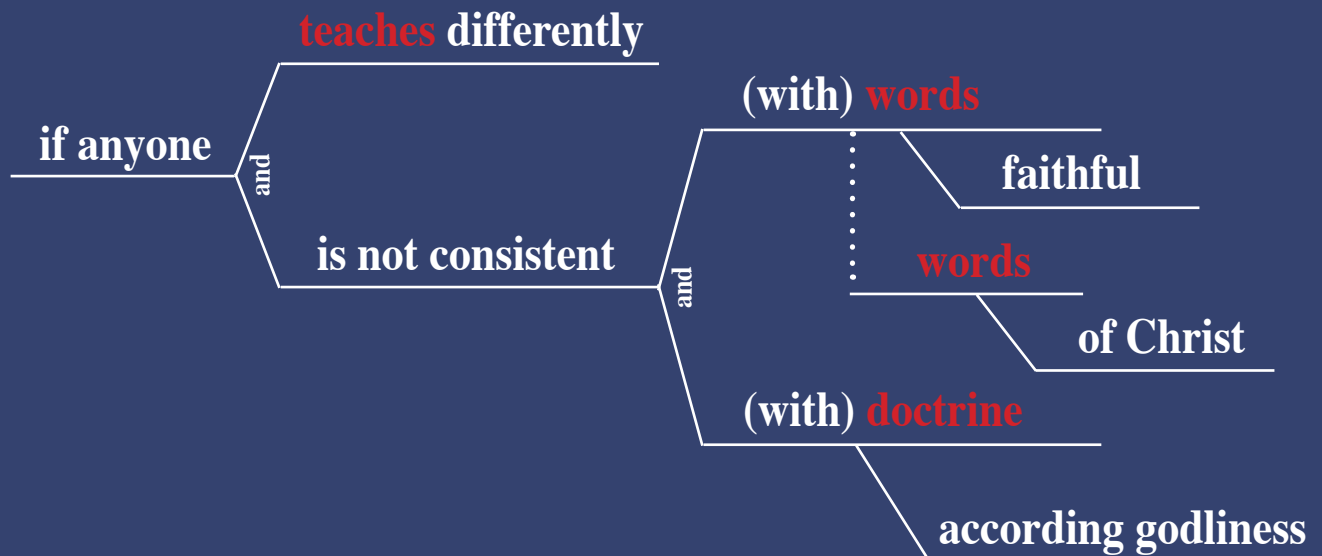 teaches differently
(with) words
if anyone
and
faithful
is not consistent
words
and
of Christ
(with) doctrine
according godliness